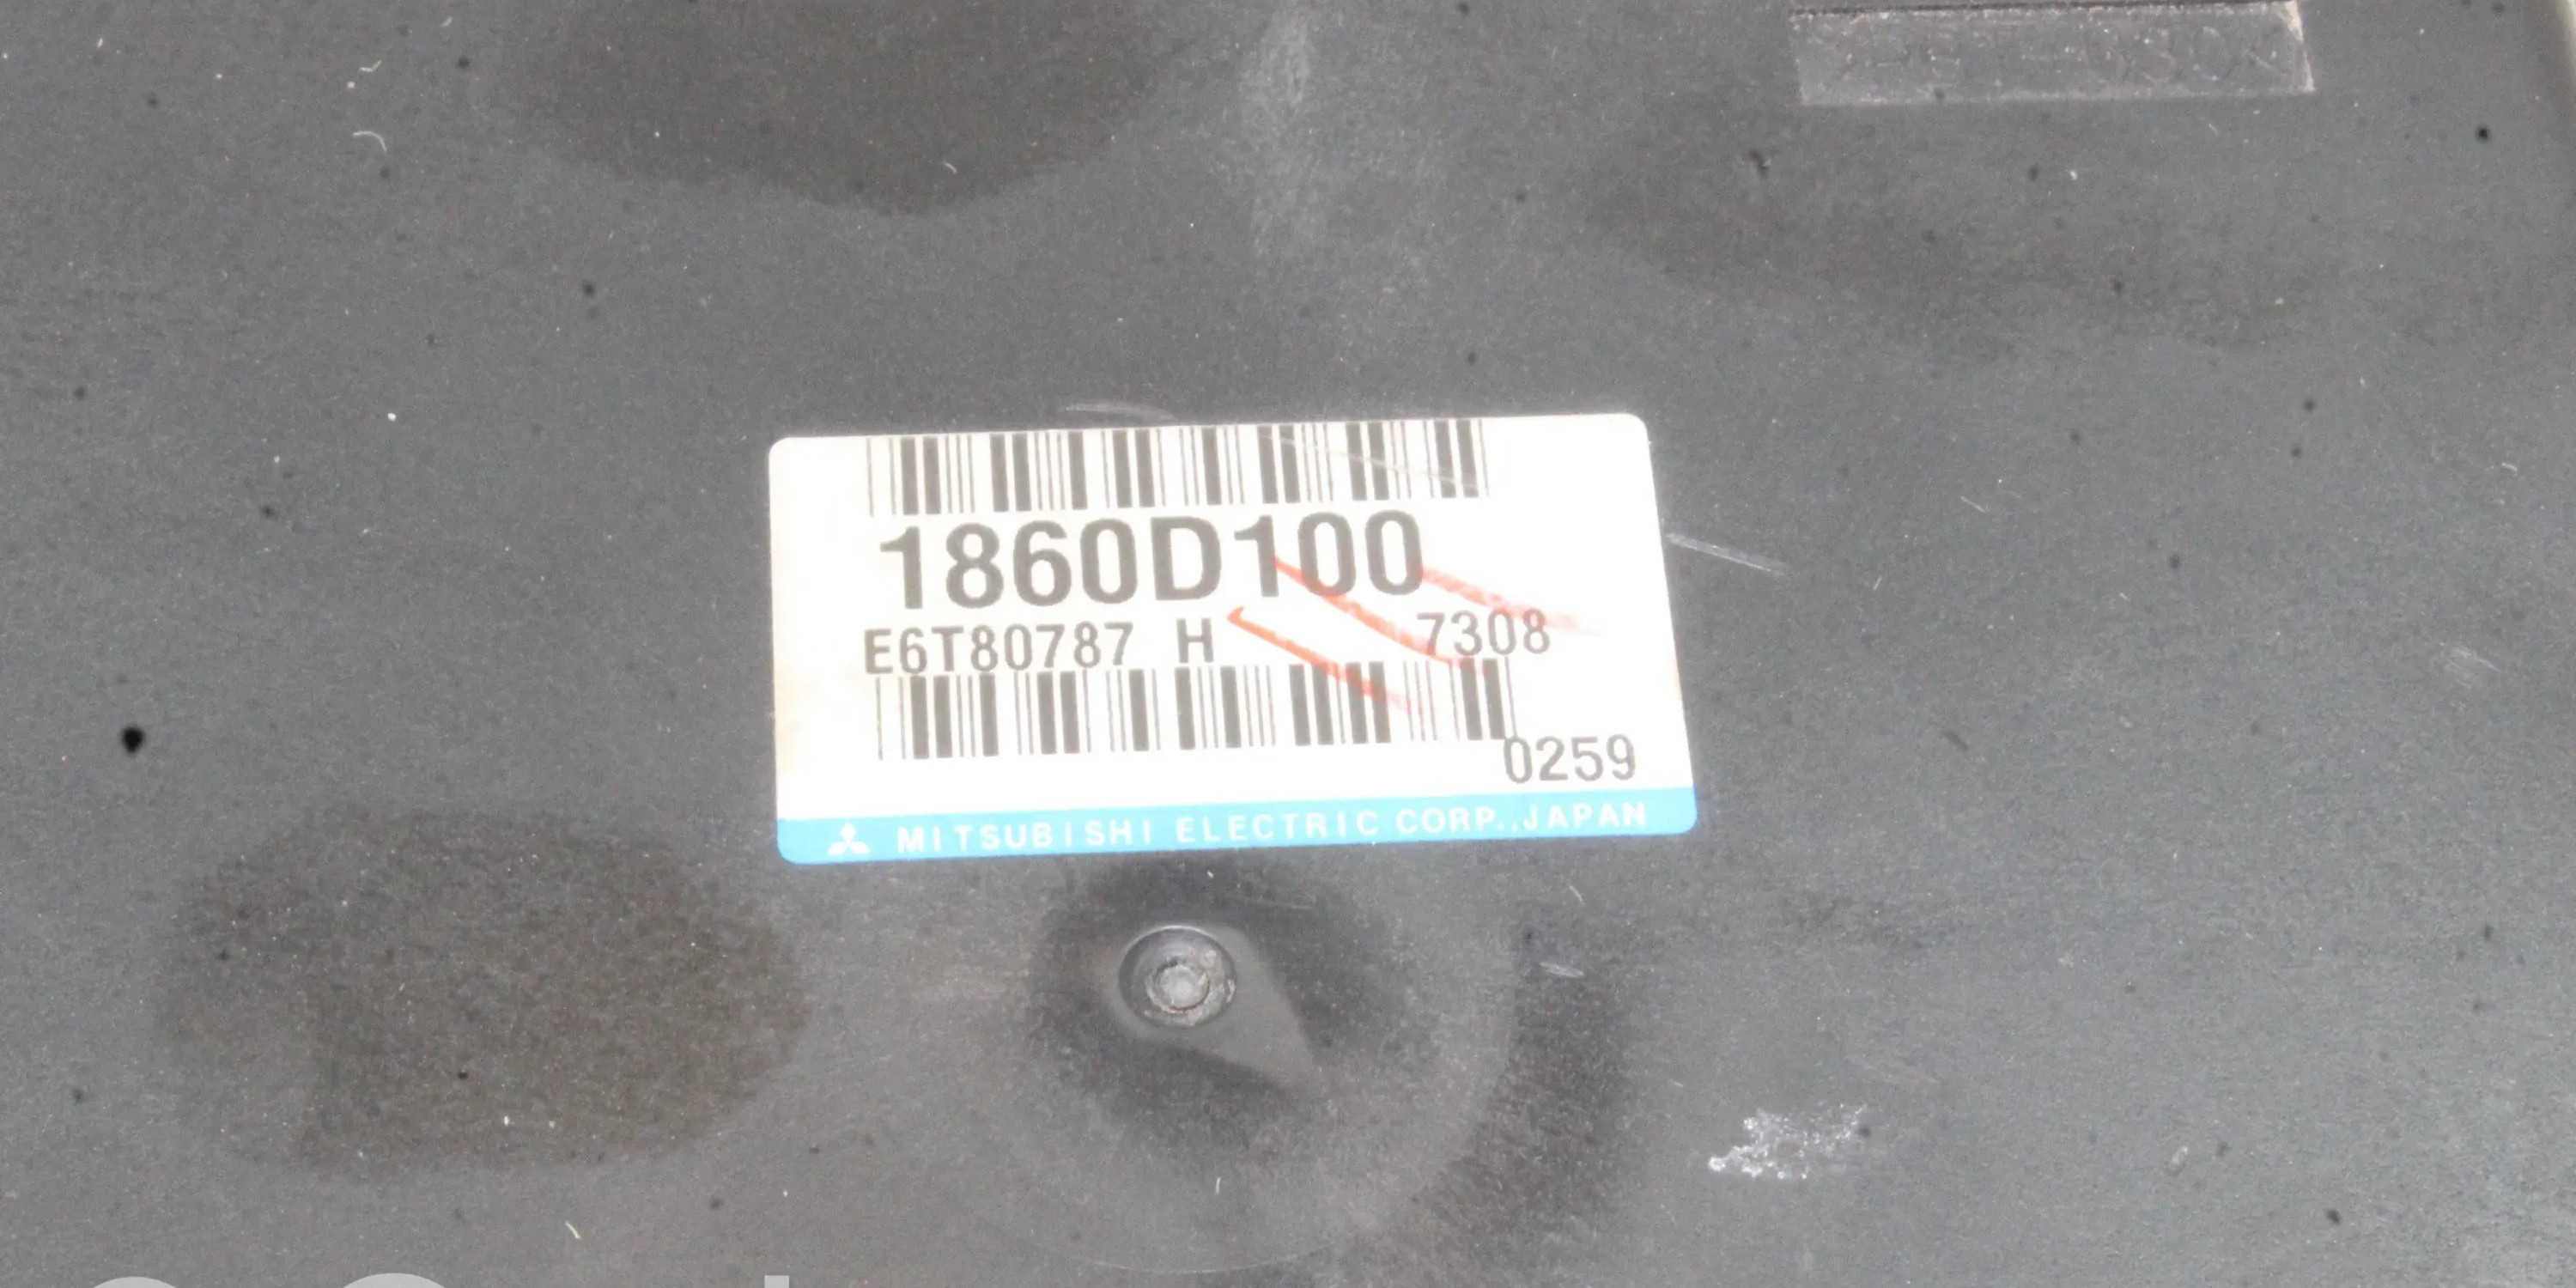 1860D100
E6T80787 H 7308
0259
MITSUBISHI ELECTRIC CORP.,JAPAN